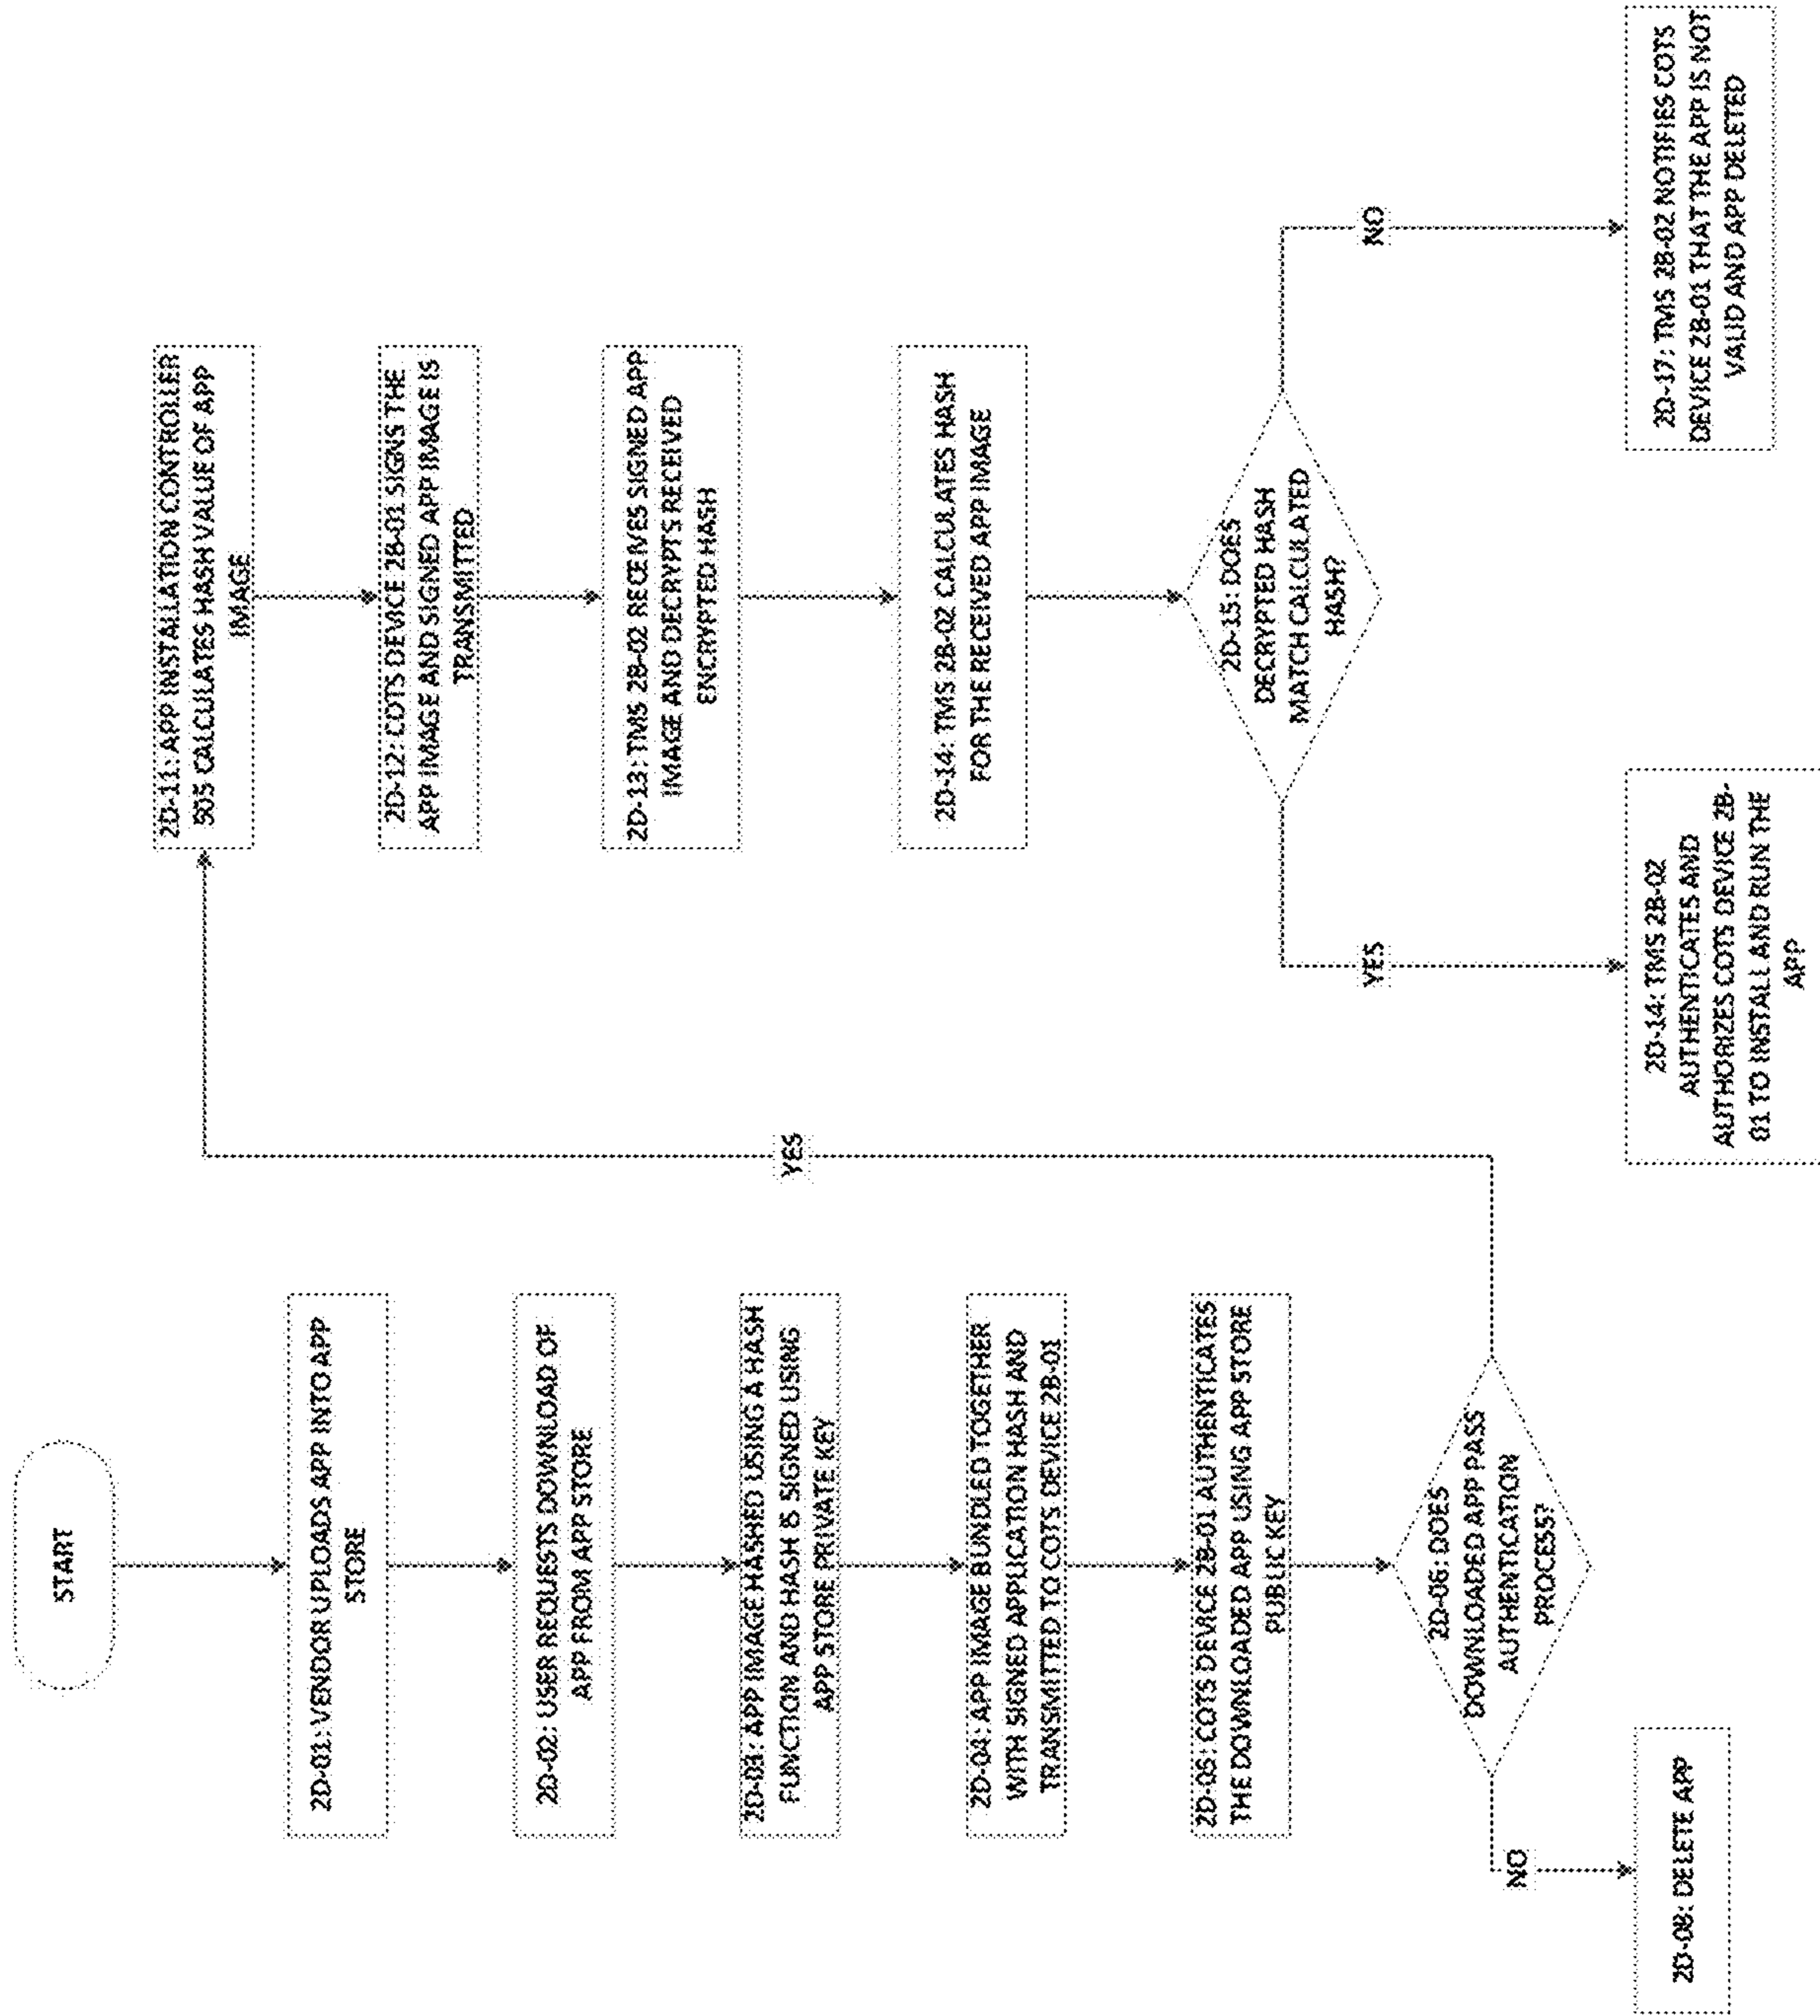 START
2D-01: VENDOR UPLOADS APP INTO APP
STORE
2D-02: USER REQUESTS DOWNLOAD OF
APP FROM APP STORE
2D-03: APP IMAGE HASHED USING A HASH
FUNCTION AND HASH IS SIGNED USING
APP STORE PRIVATE KEY
2D-04: APP IMAGE BUNDLED TOGETHER
WITH SIGNED APPLICATION HASH AND
TRANSMITTED TO COTS DEVICE 2B-01
2D-05: COTS DEVICE 2B-01 AUTHENTICATES
THE DOWNLOADED APP USING APP STORE
PUBLIC KEY
2D-06: DOES
DOWNLOADED APP PASS
AUTHENTICATION
PROCESS?
NO
2D-08: DELETE APP
YES
2D-11: APP INSTALLATION CONTROLLER
505 CALCULATES HASH VALUE OF APP
IMAGE
2D-12: COTS DEVICE 2B-01 SIGNS THE
APP IMAGE AND SIGNED APP IMAGE IS
TRANSMITTED
2D-13: TMS 2B-02 RECEIVES SIGNED APP
IMAGE AND DECRYPTS RECEIVED
ENCRYPTED HASH
2D-14: TMS 2B-02 CALCULATES HASH
FOR THE RECEIVED APP IMAGE
2D-15: DOES
DECRYPTED HASH
MATCH CALCULATED
HASH?
YES
2D-14: TMS 2B-02
AUTHENTICATES AND
AUTHORIZES COTS DEVICE 2B-
01 TO INSTALL AND RUN THE
APP
NO
2D-17: TMS 2B-02 NOTIFIES COTS
DEVICE 2B-01 THAT THE APP IS NOT
VALID AND APP DELETED